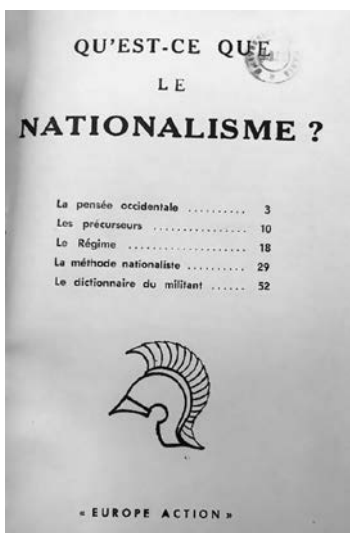 QU'EST-CE QUE
LE
NATIONALISME ?
La pensée occidentale .......... 3
Les précurseurs ............... 10
Le Régime .................... 18
La méthode nationaliste .......... 29
Le dictionnaire du militant ...... 52
« EUROPE ACTION »